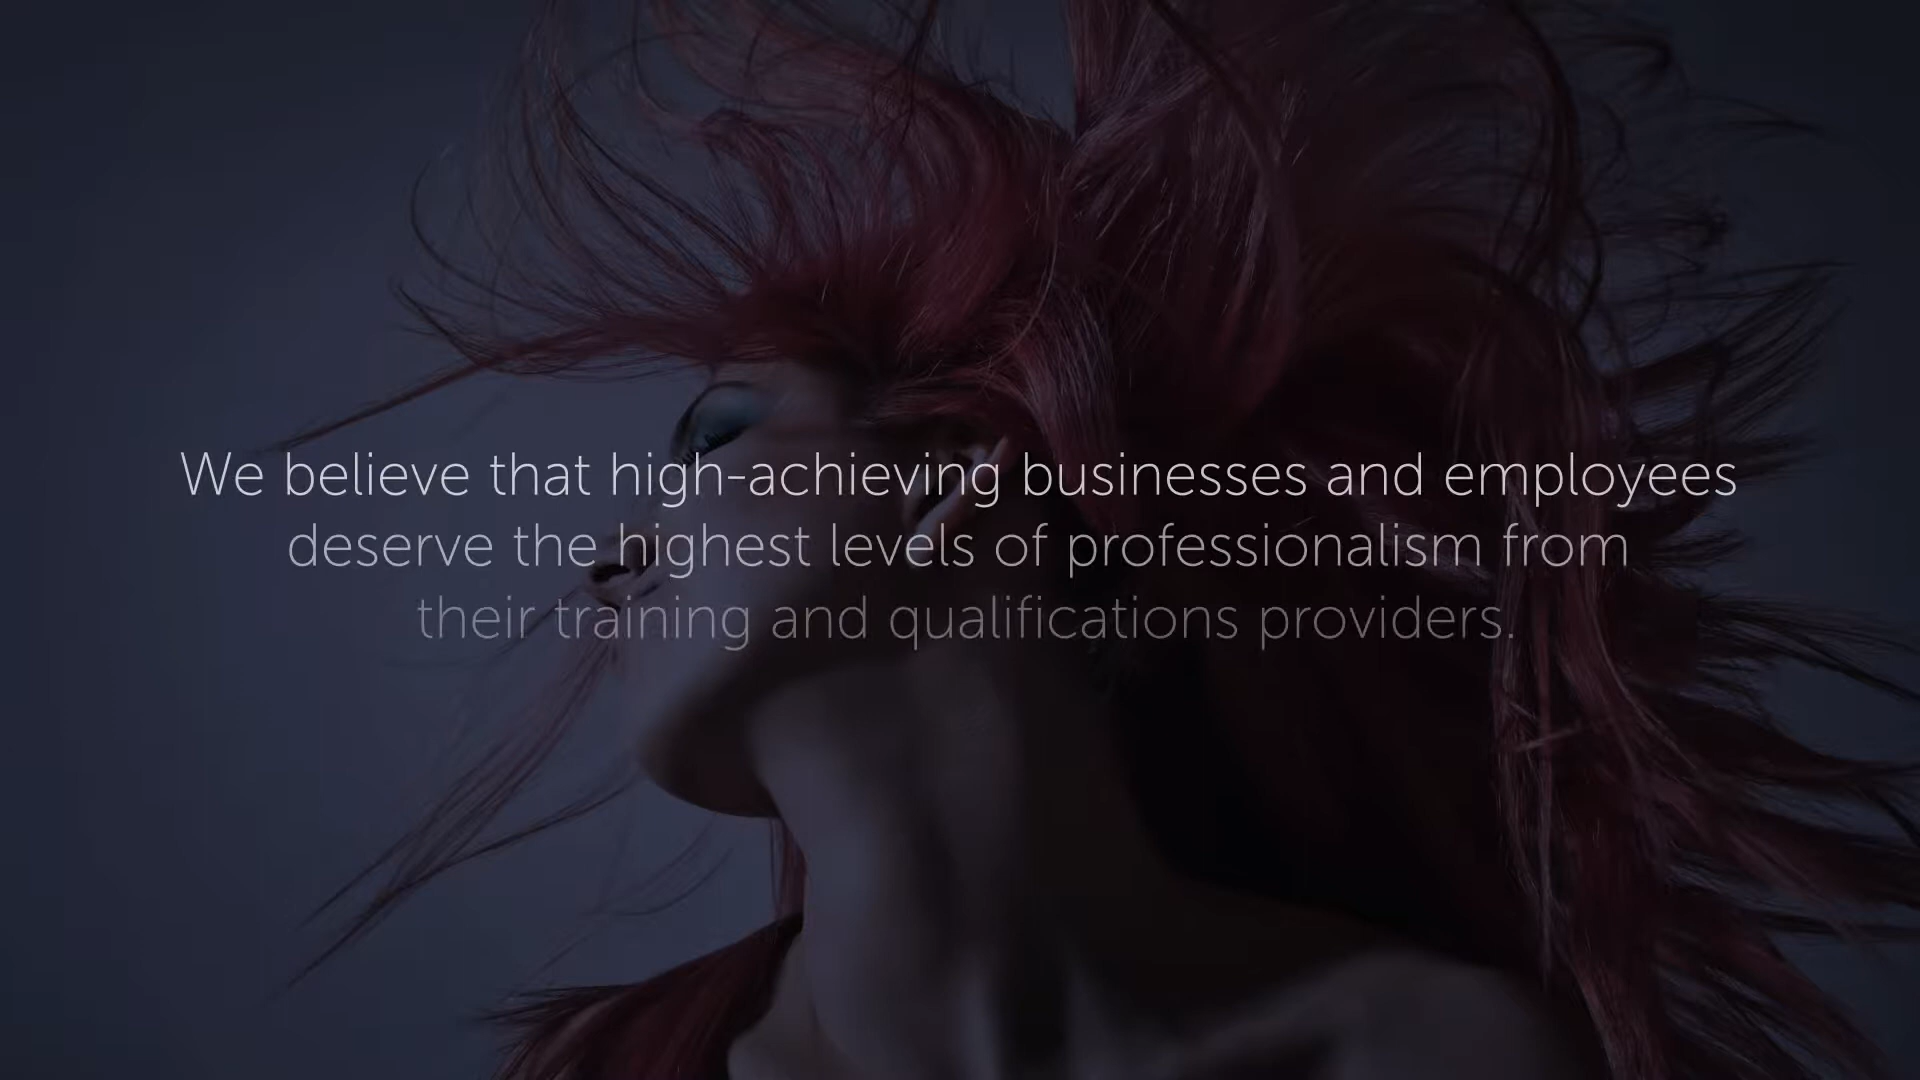 We believe that high-achieving businesses and employees
deserve the highest levels of professionalism from
their training and qualifications providers.